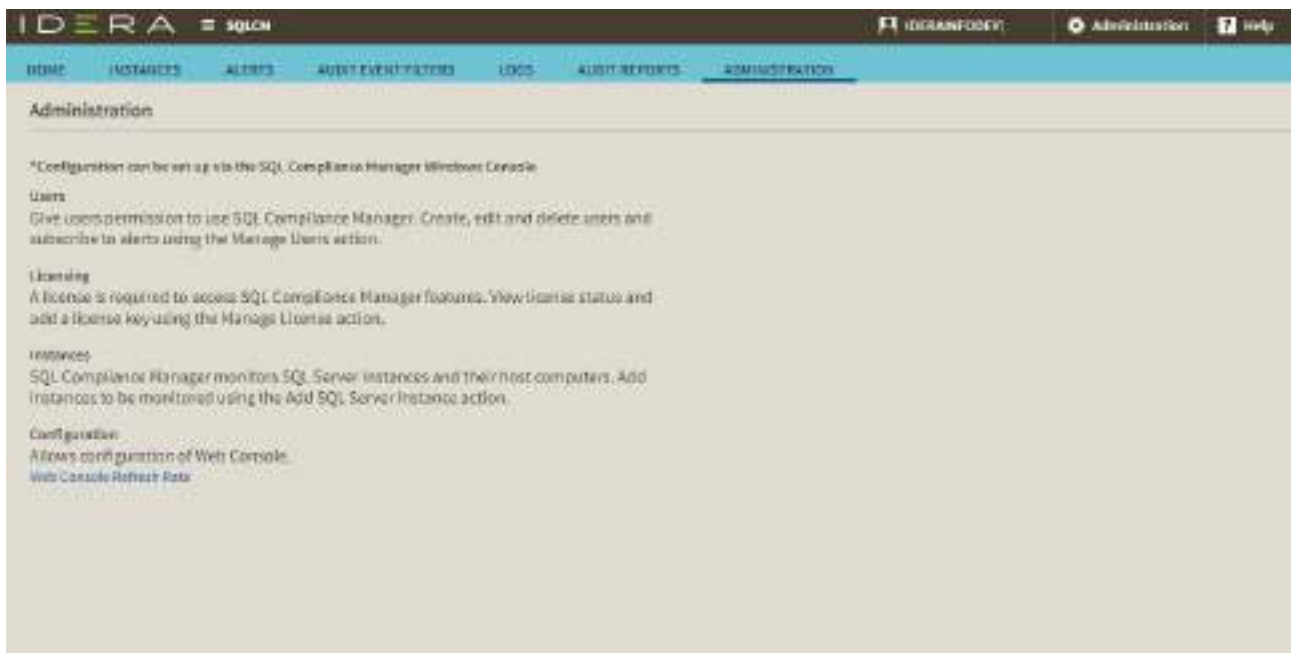 IDERA SQLCM IDERAINFODEV\ Administration Help
HOME INSTANCES ALERTS AUDIT EVENT FILTERS LOGS AUDIT REPORTS ADMINISTRATION
Administration
*Configuration can be set up via the SQL Compliance Manager Windows Console
Users
Give users permission to use SQL Compliance Manager. Create, edit and delete users and
subscribe to alerts using the Manage Users action.
Licensing
A license is required to access SQL Compliance Manager features. View license status and
add a license key using the Manage License action.
Instances
SQL Compliance Manager monitors SQL Server instances and their host computers. Add
instances to be monitored using the Add SQL Server Instance action.
Configuration
Allows configuration of Web Console.
Web Console Refresh Rate